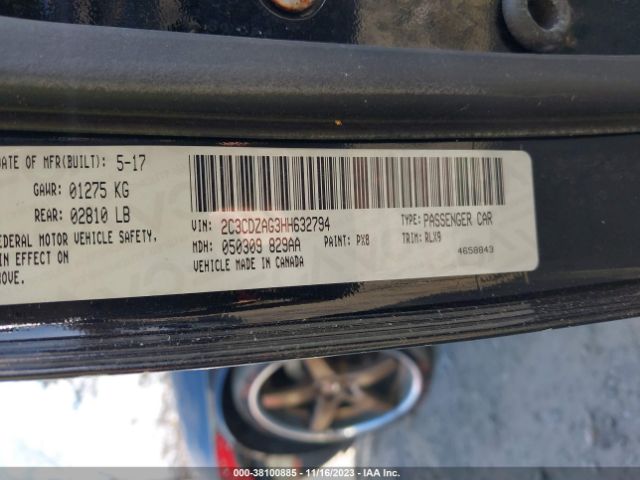 DATE OF MFR(BUILT): 5-17
GAWR: 01275 KG
REAR: 02810 LB
FEDERAL MOTOR VEHICLE SAFETY,
IN EFFECT ON
ABOVE.
VIN: 2C3CDZAG3HH632794
TYPE: PASSENGER CAR
MDH: 050309 829AA
PAINT: PX8
TRIM: RLX9
VEHICLE MADE IN CANADA
4658843
000-38100885 - 11/16/2023 - IAA Inc.